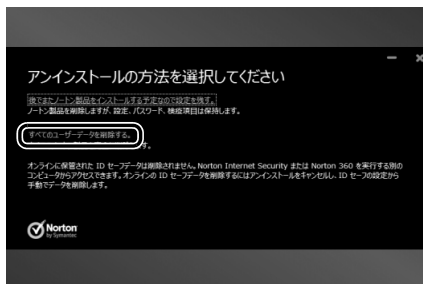 アンインストールの方法を選択してください
後でまたノートン製品をインストールする予定なので設定を残す。
ノートン製品を削除しますが、設定、パスワード、検疫項目は保持します。
すべてのユーザーデータを削除する。
す。
オンラインに保管された ID セーフデータは削除されません。Norton Internet Security または Norton 360 を実行する別の
コンピュータからアクセスできます。オンラインの ID セーフデータを削除するにはアンインストールをキャンセルし、ID セーフの設定から
手動でデータを削除します。
Norton
by Symantec